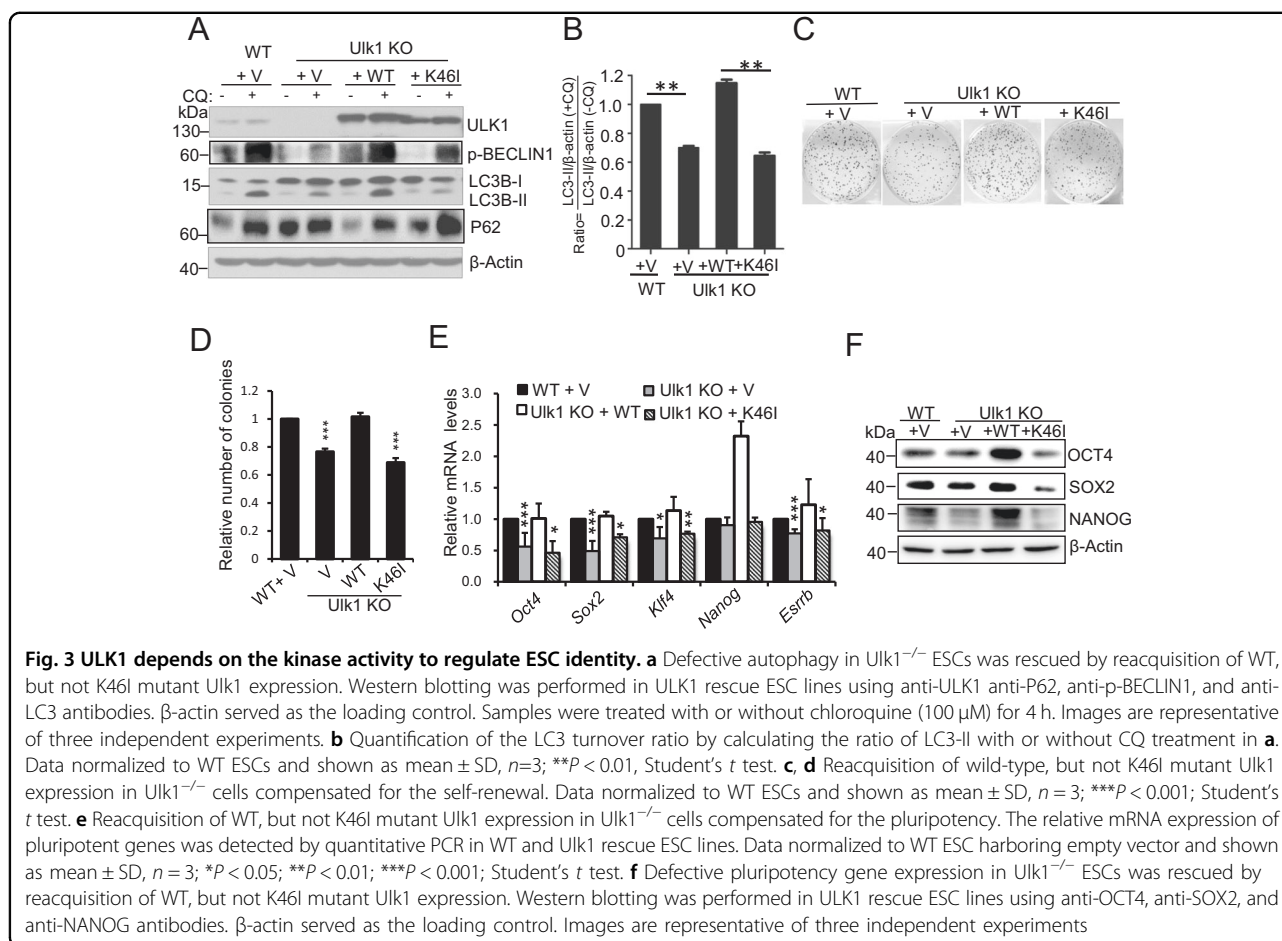 A
WT
Ulk1 KO
+ V
+ V
+ WT
+ K46I
CQ: - + - + - + - +
kDa
130
ULK1
60
p-BECLIN1
15
LC3B-I
LC3B-II
60
P62
40
β-Actin
B
Ratio= LC3-II/β-actin (+CQ)
LC3-II/β-actin (-CQ)
1.2
1.0
0.8
0.6
0.4
0.2
0
**
**
+V
+V
+WT
+K46I
WT
Ulk1 KO
C
WT
Ulk1 KO
+ V
+ V
+ WT
+ K46I
D
Relative number of colonies
1.2
1
0.8
0.6
0.4
0.2
0
***
***
WT+ V
V
WT
K46I
Ulk1 KO
E
Relative mRNA levels
WT + V
Ulk1 KO + V
Ulk1 KO + WT
Ulk1 KO + K46I
3.0
2.5
2.0
1.5
1.0
0.5
0.0
***
*
***
*
*
**
***
*
Oct4
Sox2
Klf4
Nanog
Esrrb
F
WT
Ulk1 KO
kDa
+V
+V
+WT
+K46I
40
OCT4
40
SOX2
40
NANOG
40
β-Actin
Fig. 3 ULK1 depends on the kinase activity to regulate ESC identity. a Defective autophagy in Ulk1−/− ESCs was rescued by reacquisition of WT,
but not K46I mutant Ulk1 expression. Western blotting was performed in ULK1 rescue ESC lines using anti-ULK1 anti-P62, anti-p-BECLIN1, and anti-
LC3 antibodies. β-actin served as the loading control. Samples were treated with or without chloroquine (100 μM) for 4 h. Images are representative
of three independent experiments. b Quantification of the LC3 turnover ratio by calculating the ratio of LC3-II with or without CQ treatment in a.
Data normalized to WT ESCs and shown as mean ± SD, n=3; **P < 0.01, Student's t test. c, d Reacquisition of wild-type, but not K46I mutant Ulk1
expression in Ulk1−/− cells compensated for the self-renewal. Data normalized to WT ESCs and shown as mean ± SD, n = 3; ***P < 0.001; Student's
t test. e Reacquisition of WT, but not K46I mutant Ulk1 expression in Ulk1−/− cells compensated for the pluripotency. The relative mRNA expression of
pluripotent genes was detected by quantitative PCR in WT and Ulk1 rescue ESC lines. Data normalized to WT ESC harboring empty vector and shown
as mean ± SD, n = 3; *P < 0.05; **P < 0.01; ***P < 0.001; Student's t test. f Defective pluripotency gene expression in Ulk1−/− ESCs was rescued by
reacquisition of WT, but not K46I mutant Ulk1 expression. Western blotting was performed in ULK1 rescue ESC lines using anti-OCT4, anti-SOX2, and
anti-NANOG antibodies. β-actin served as the loading control. Images are representative of three independent experiments